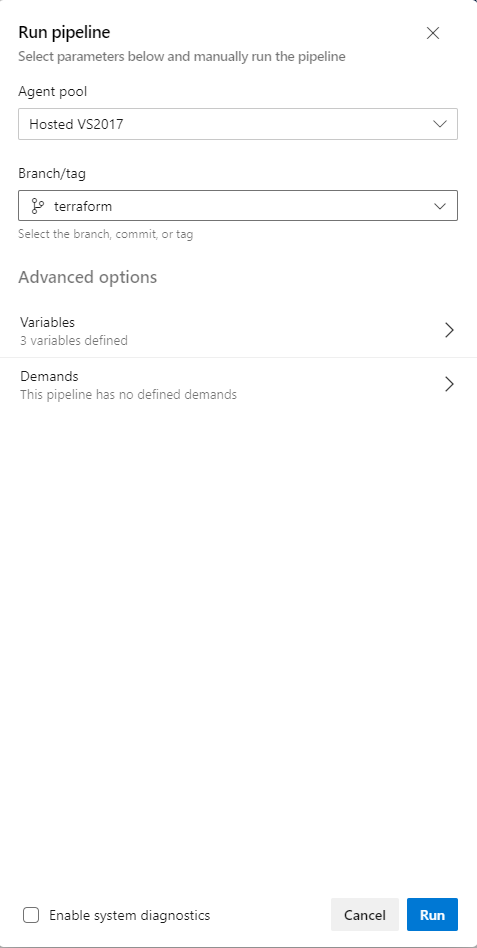 Run pipeline
Select parameters below and manually run the pipeline
Agent pool
Hosted VS2017
Branch/tag
terraform
Select the branch, commit, or tag
Advanced options
Variables
3 variables defined
Demands
This pipeline has no defined demands
Enable system diagnostics
Cancel
Run